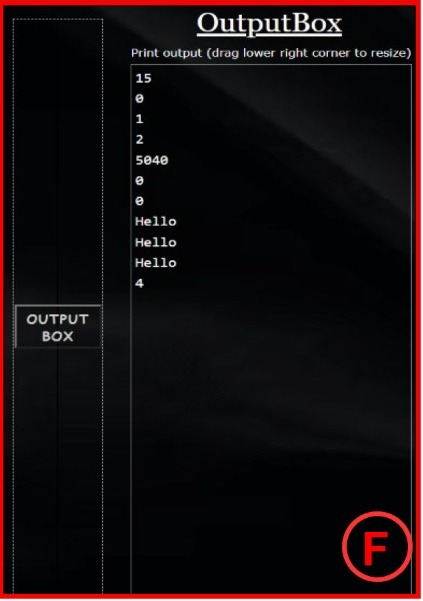 OutputBox
Print output (drag lower right corner to resize)
15
0
1
2
5040
0
0
Hello
Hello
Hello
4
OUTPUT
BOX
F